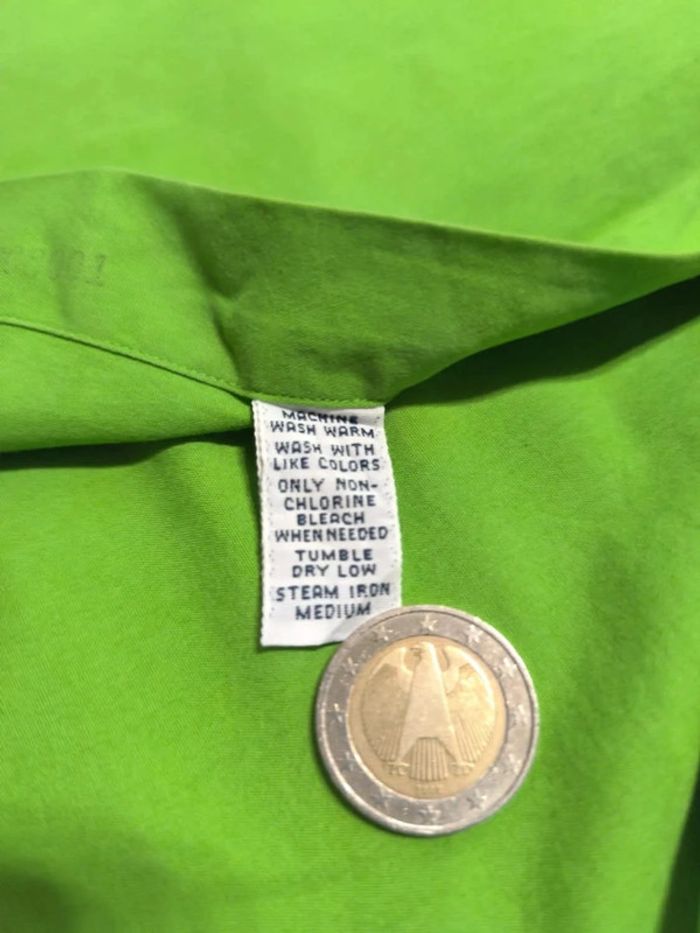 MACHINE
WASH WARM
WASH WITH
LIKE COLORS
ONLY NON-
CHLORINE
BLEACH
WHEN NEEDED
TUMBLE
DRY LOW
STEAM IRON
MEDIUM